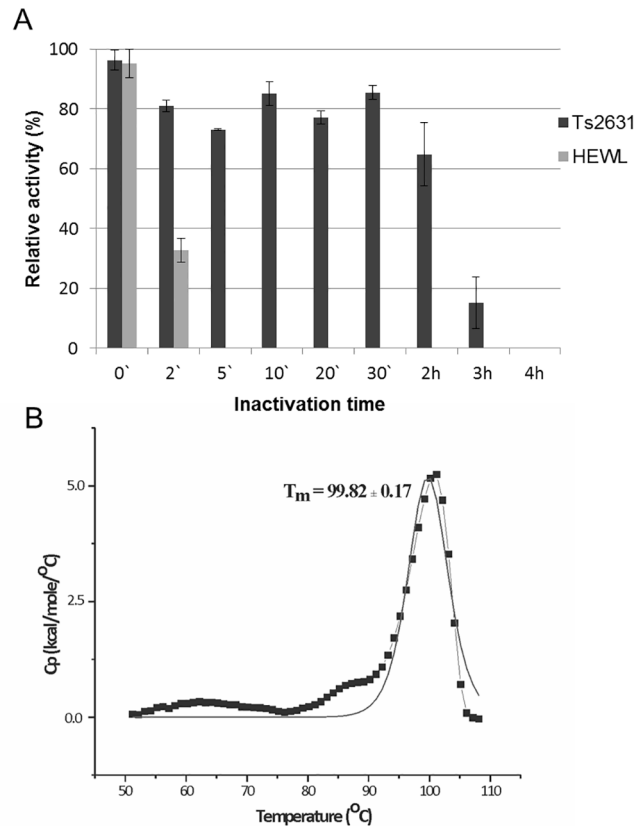 A
Relative activity (%)
100
80
60
40
20
0
0` 2` 5` 10` 20` 30` 2h 3h 4h
Inactivation time
Ts2631
HEWL
B
Tm = 99.82 ± 0.17
Cp (kcal/mole/°C)
5.0
2.5
0.0
50 60 70 80 90 100 110
Temperature (°C)